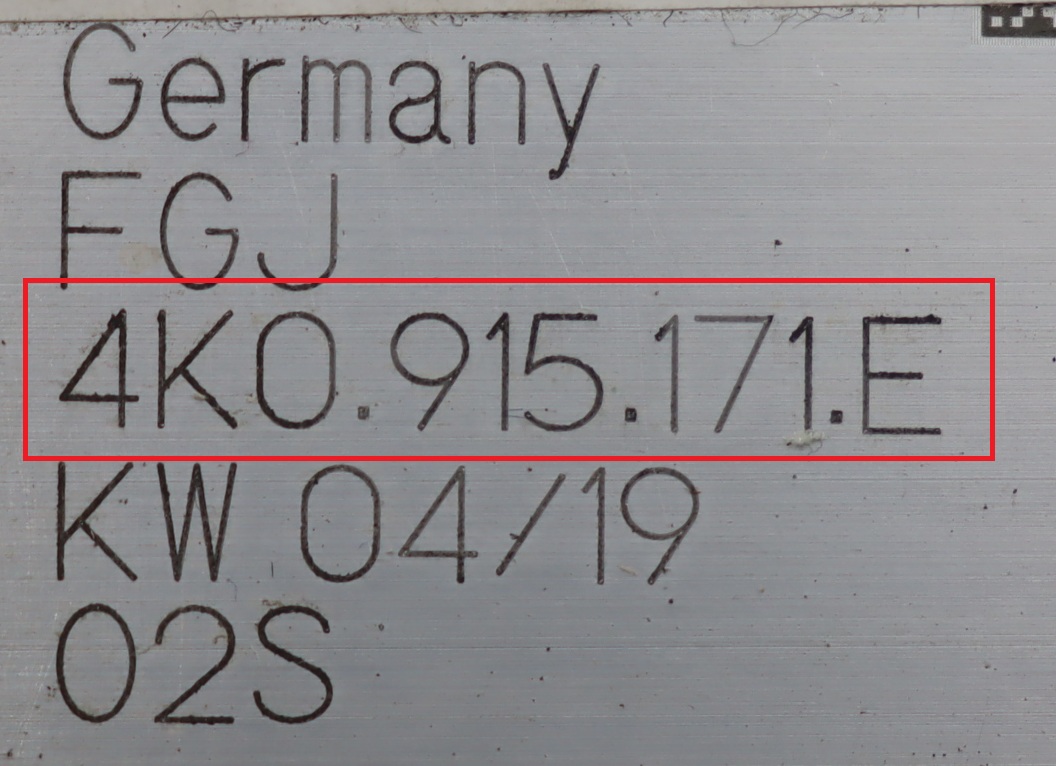 Germany
FGJ
4K0.915.171.E
KW 04/19
02S